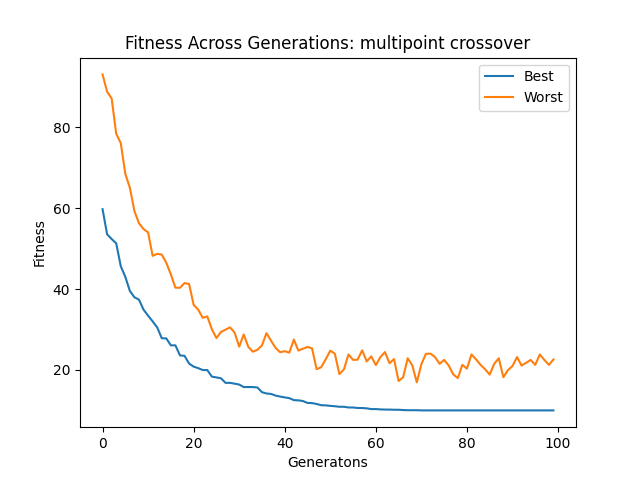 Fitness Across Generations: multipoint crossover
Best
Worst
Fitness
80
60
40
20
0 20 40 60 80 100
Generatons